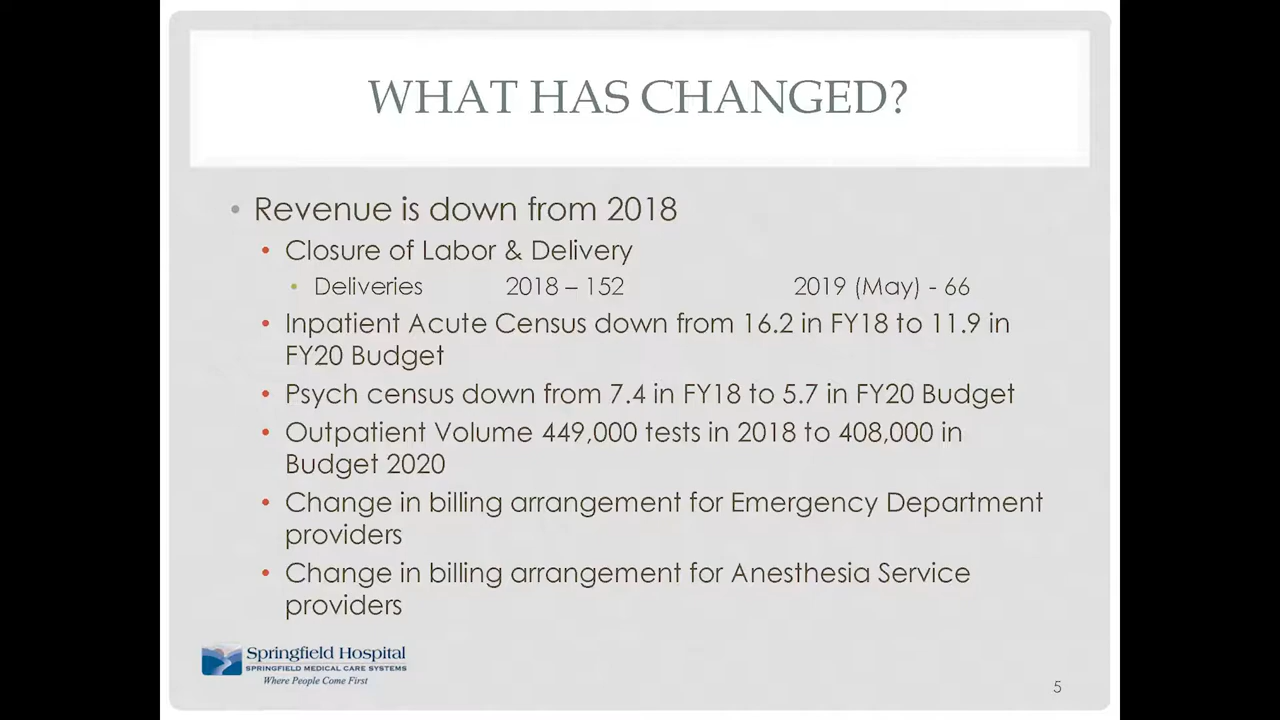 WHAT HAS CHANGED?
• Revenue is down from 2018
• Closure of Labor & Delivery
• Deliveries 2018 – 152 2019 (May) - 66
• Inpatient Acute Census down from 16.2 in FY18 to 11.9 in
FY20 Budget
• Psych census down from 7.4 in FY18 to 5.7 in FY20 Budget
• Outpatient Volume 449,000 tests in 2018 to 408,000 in
Budget 2020
• Change in billing arrangement for Emergency Department
providers
• Change in billing arrangement for Anesthesia Service
providers
Springfield Hospital
SPRINGFIELD MEDICAL CARE SYSTEMS
Where People Come First
5